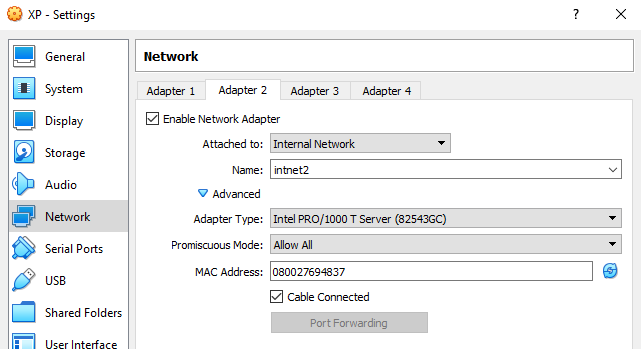 XP - Settings ? ×
General
System
Display
Storage
Audio
Network
Serial Ports
USB
Shared Folders
User Interface
Network
Adapter 1 Adapter 2 Adapter 3 Adapter 4
Enable Network Adapter
Attached to: Internal Network
Name: intnet2
Advanced
Adapter Type: Intel PRO/1000 T Server (82543GC)
Promiscuous Mode: Allow All
MAC Address: 080027694837
Cable Connected
Port Forwarding